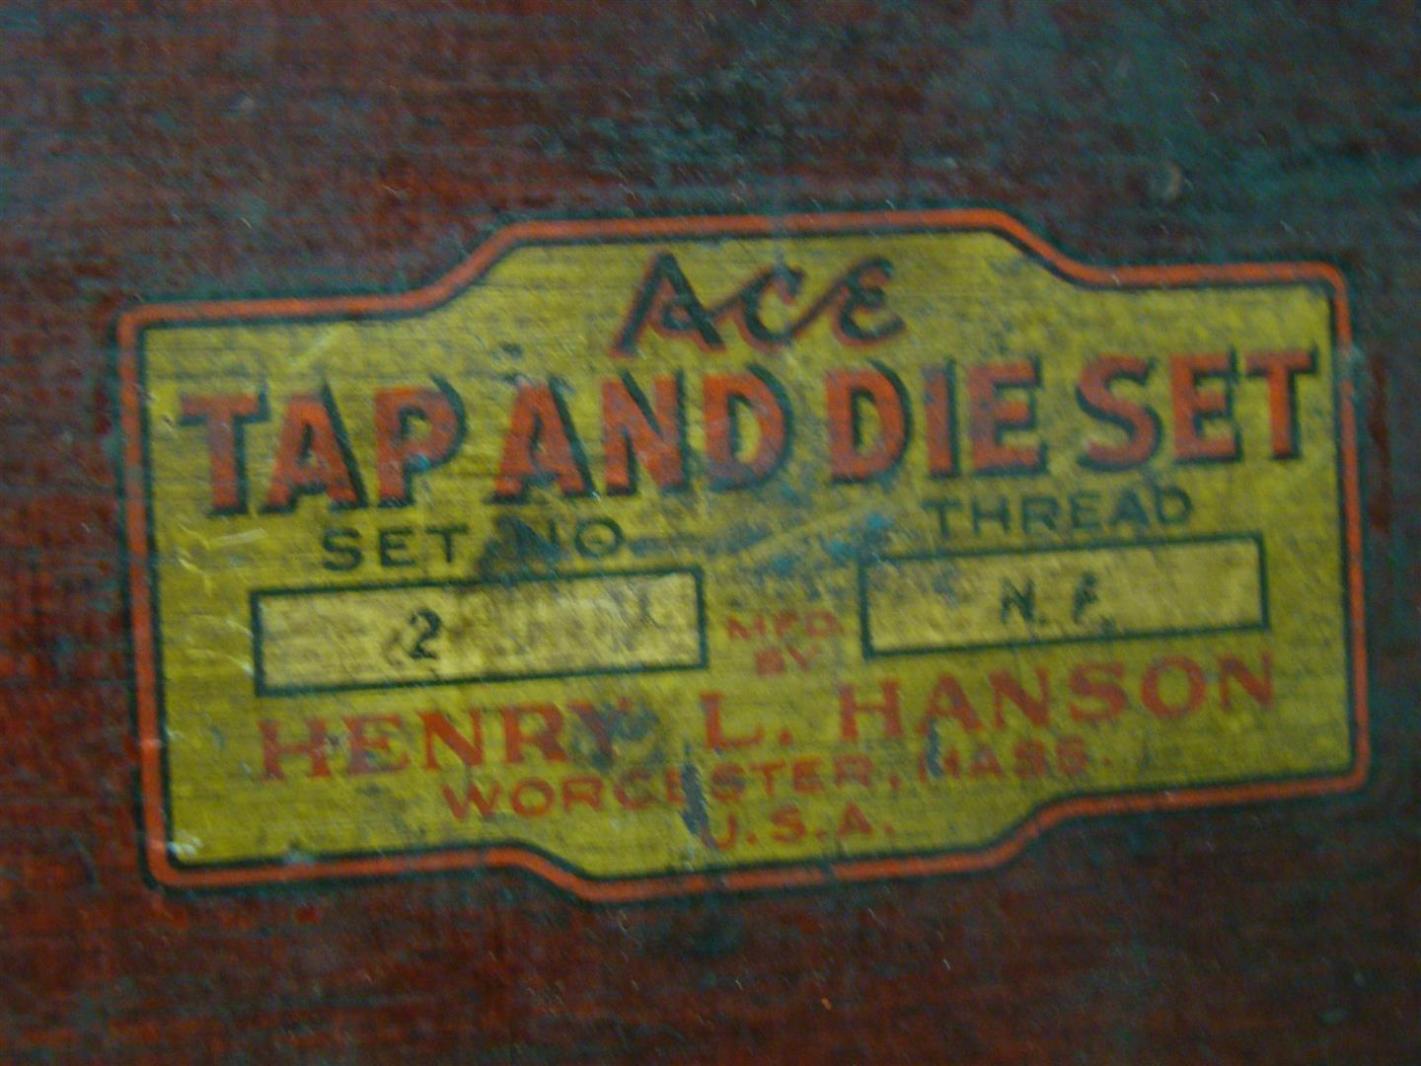 ACE
TAP AND DIE SET
SET NO THREAD
2 N.F.
MFD
BY
HENRY L. HANSON
WORCESTER, MASS.
U.S.A.